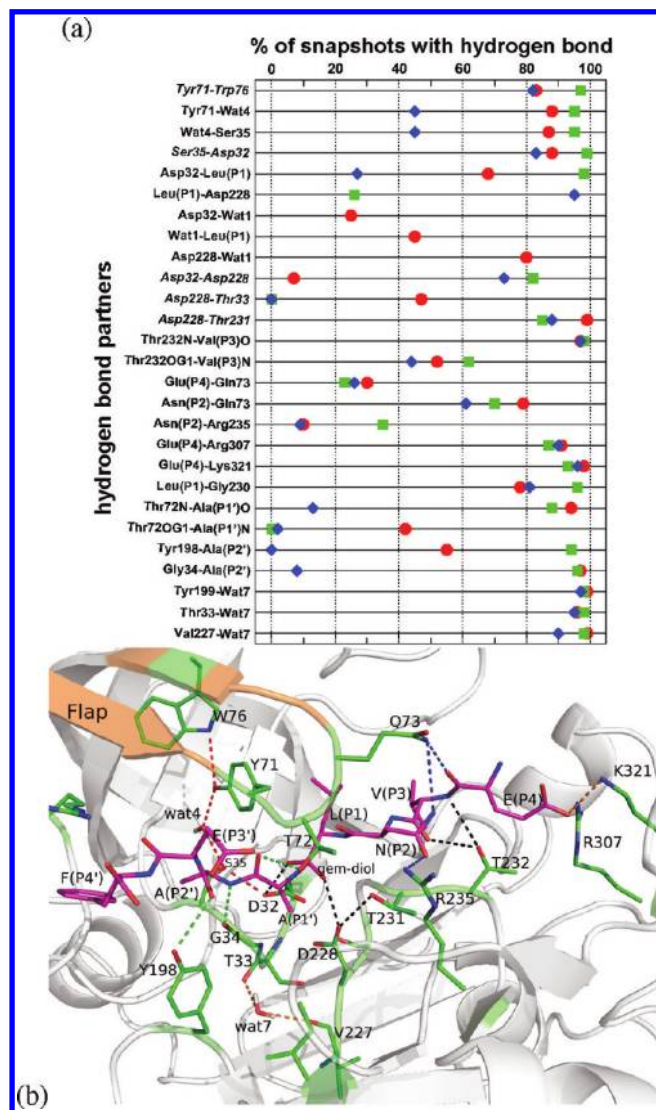 (a)
% of snapshots with hydrogen bond
0 20 40 60 80 100
hydrogen bond partners
Tyr71-Trp76
Tyr71-Wat4
Wat4-Ser35
Ser35-Asp32
Asp32-Leu(P1)
Leu(P1)-Asp228
Asp32-Wat1
Wat1-Leu(P1)
Asp228-Wat1
Asp32-Asp228
Asp228-Thr33
Asp228-Thr231
Thr232N-Val(P3)O
Thr232OG1-Val(P3)N
Glu(P4)-Gln73
Asn(P2)-Gln73
Asn(P2)-Arg235
Glu(P4)-Arg307
Glu(P4)-Lys321
Leu(P1)-Gly230
Thr72N-Ala(P1')O
Thr72OG1-Ala(P1')N
Tyr198-Ala(P2')
Gly34-Ala(P2')
Tyr199-Wat7
Thr33-Wat7
Val227-Wat7
Flap
W76
Q73
Y71
K321
V(P3)
E(P4)
wat4
L(P1)
E(P3')
T72
N(P2)
R307
F(P4')
S35
gem-diol
T232
A(P2')
D32
A(P1')
R235
T231
G34
D228
Y198
T33
wat7
V227
(b)